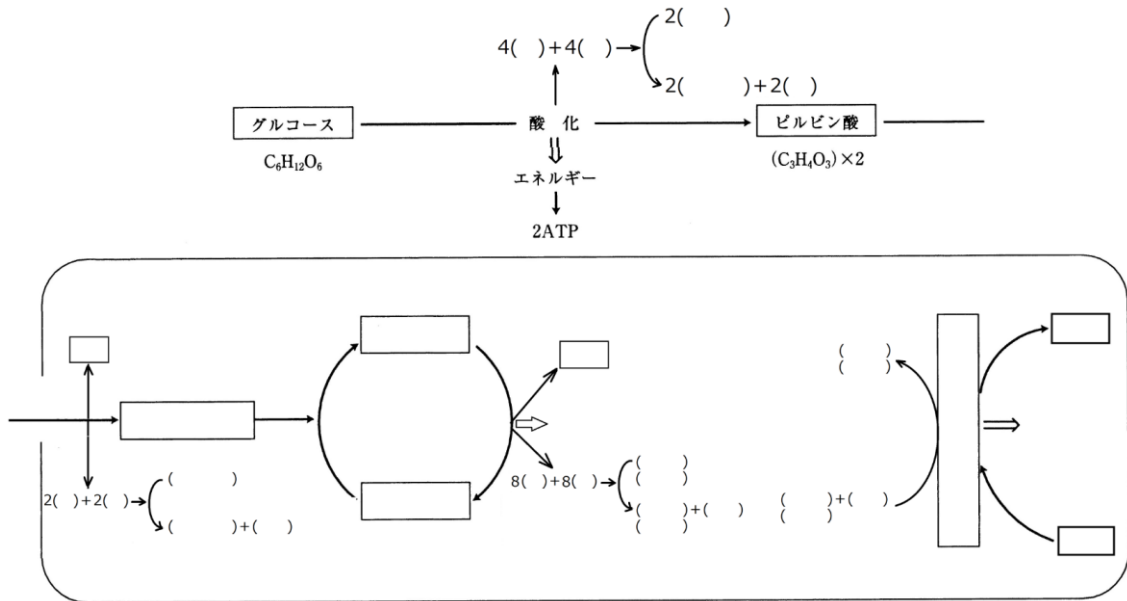 2(　　)
4(　)+4(　)→
2(　　)+2(　)
グルコース
酸化
ピルビン酸
C₆H₁₂O₆
(C₃H₄O₃)×2
エネルギー
2ATP
(　　)
(　　)
2(　)+2(　)→
(　　)
(　　)+(　)
8(　)+8(　)→
(　　)
(　　)
(　　)+(　)
(　　)
(　　)+(　)
(　　)